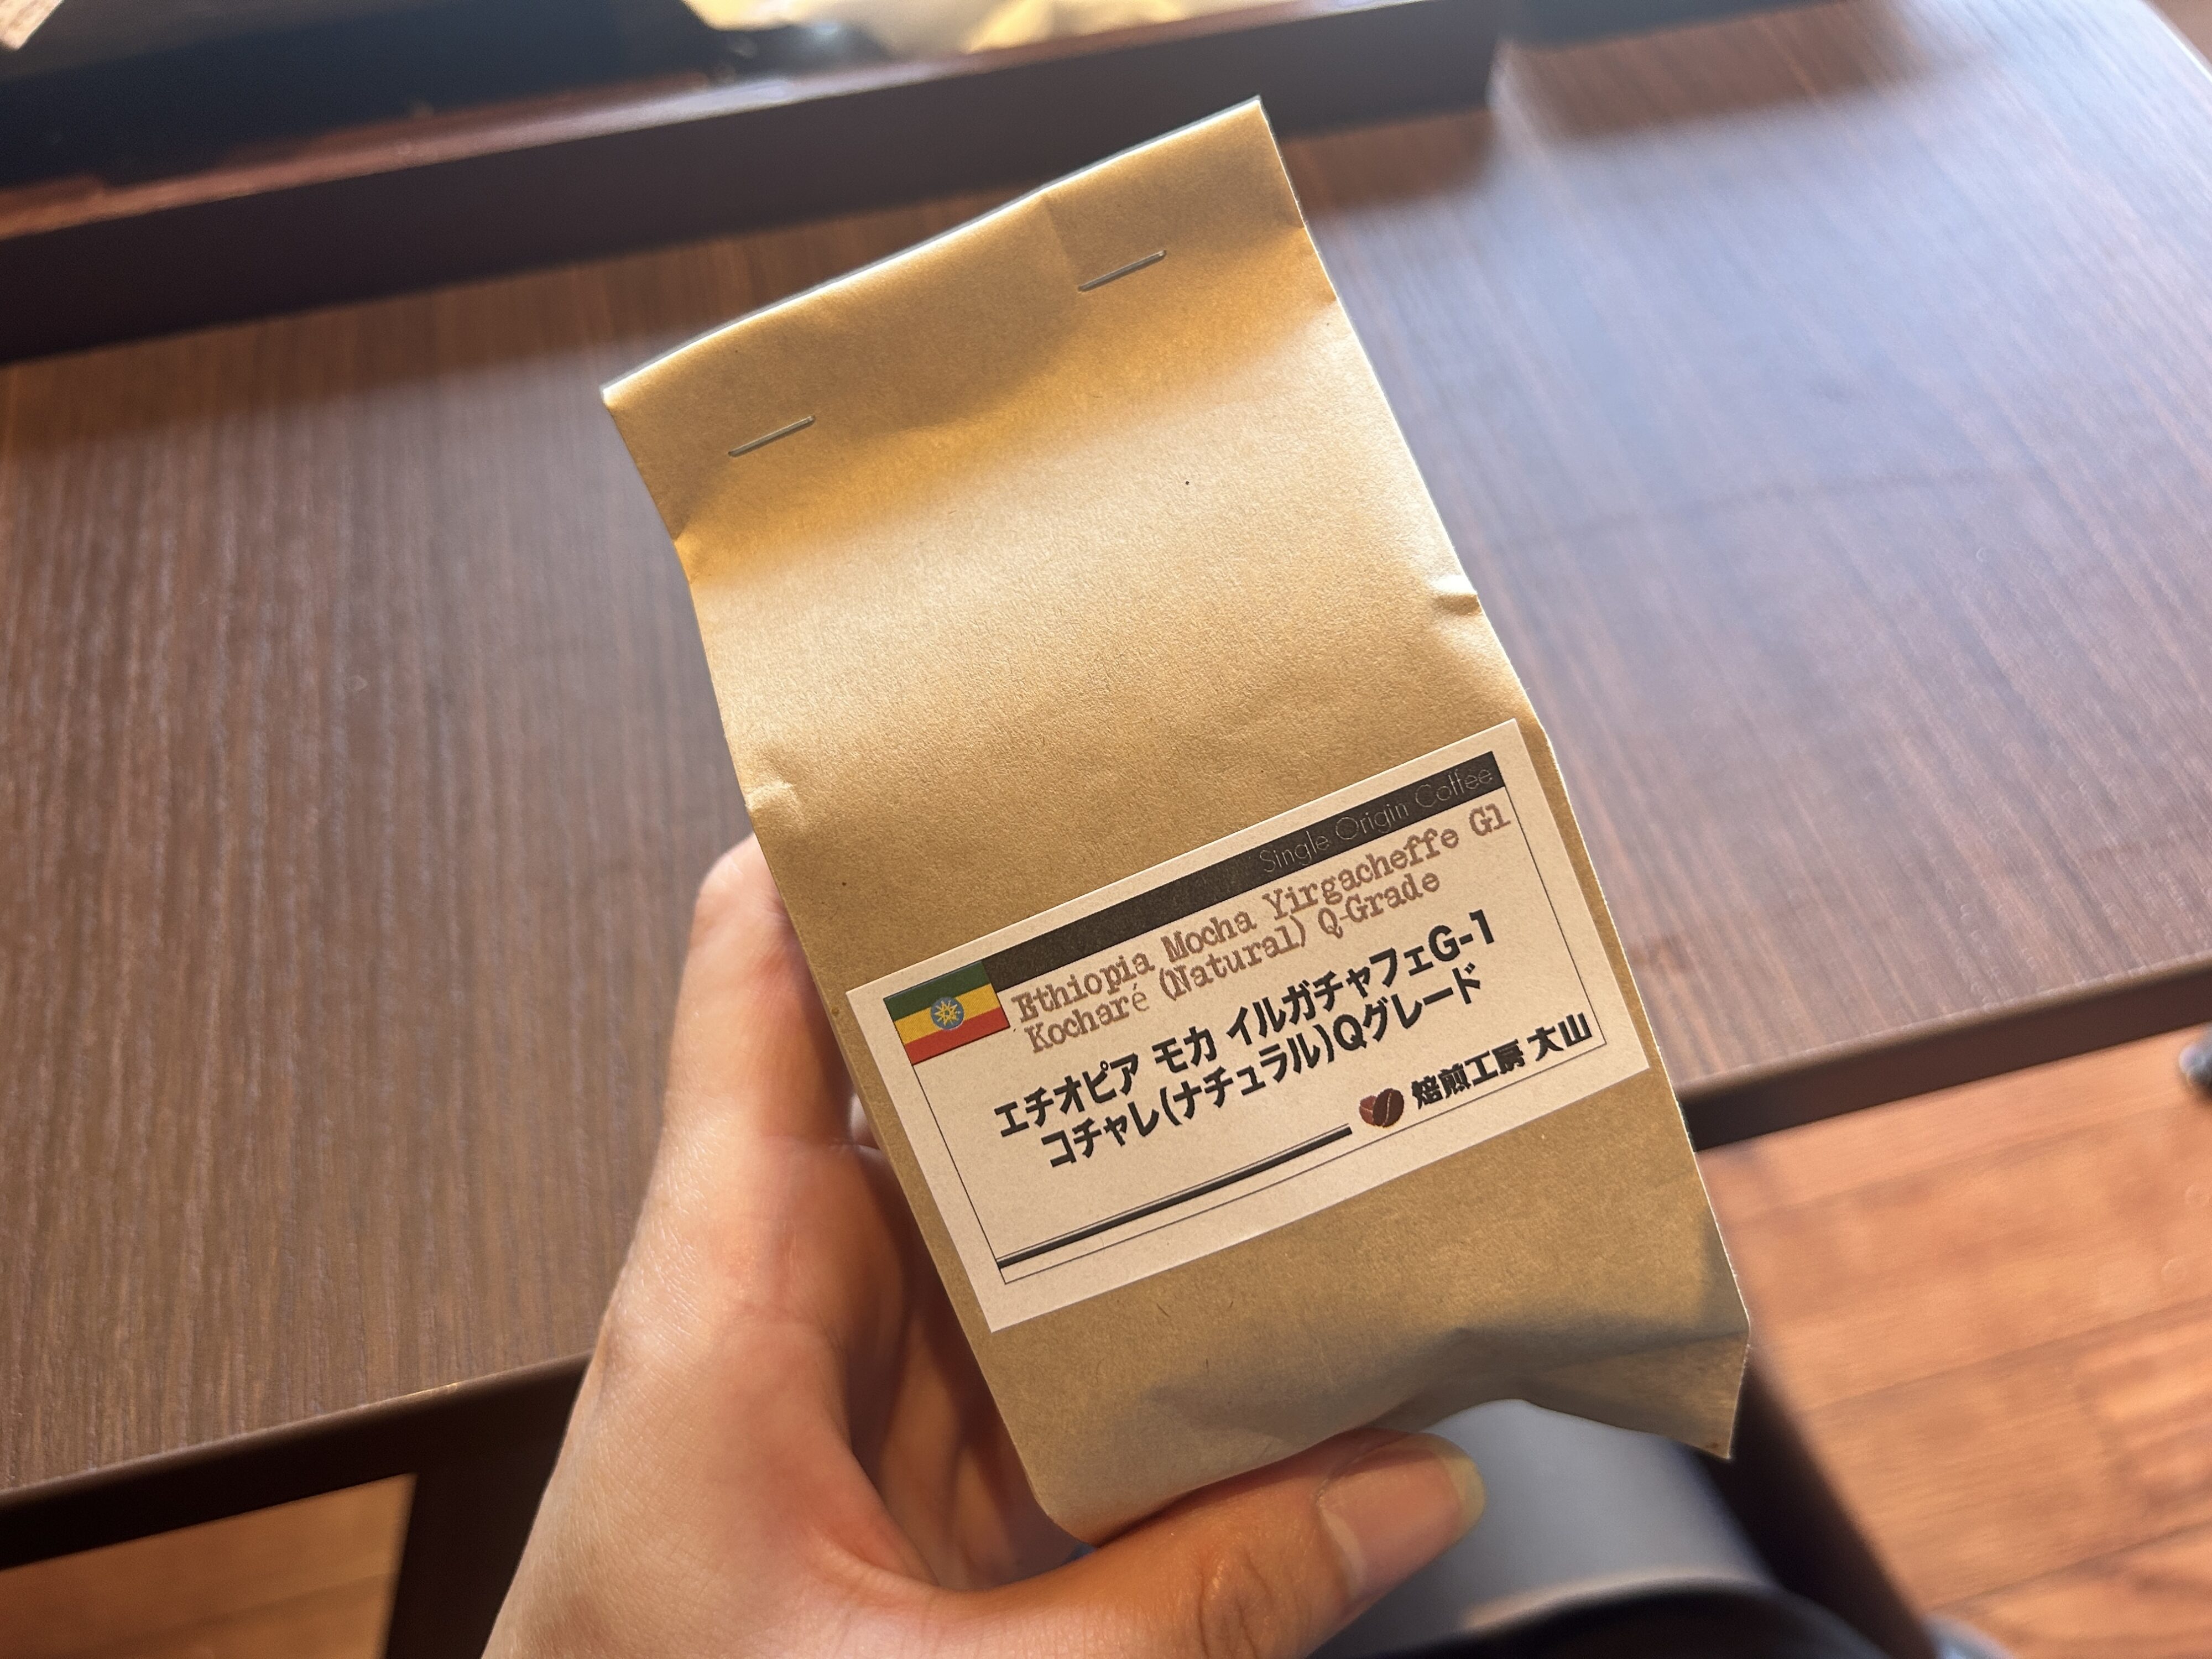 Single Origin Coffee
Ethiopia Mocha Yirgacheffe G1
Kocharé (Natural) Q-Grade
エチオピア モカ イルガチャフェG-1
コチャレ(ナチュラル)Qグレード
焙煎工房 大山